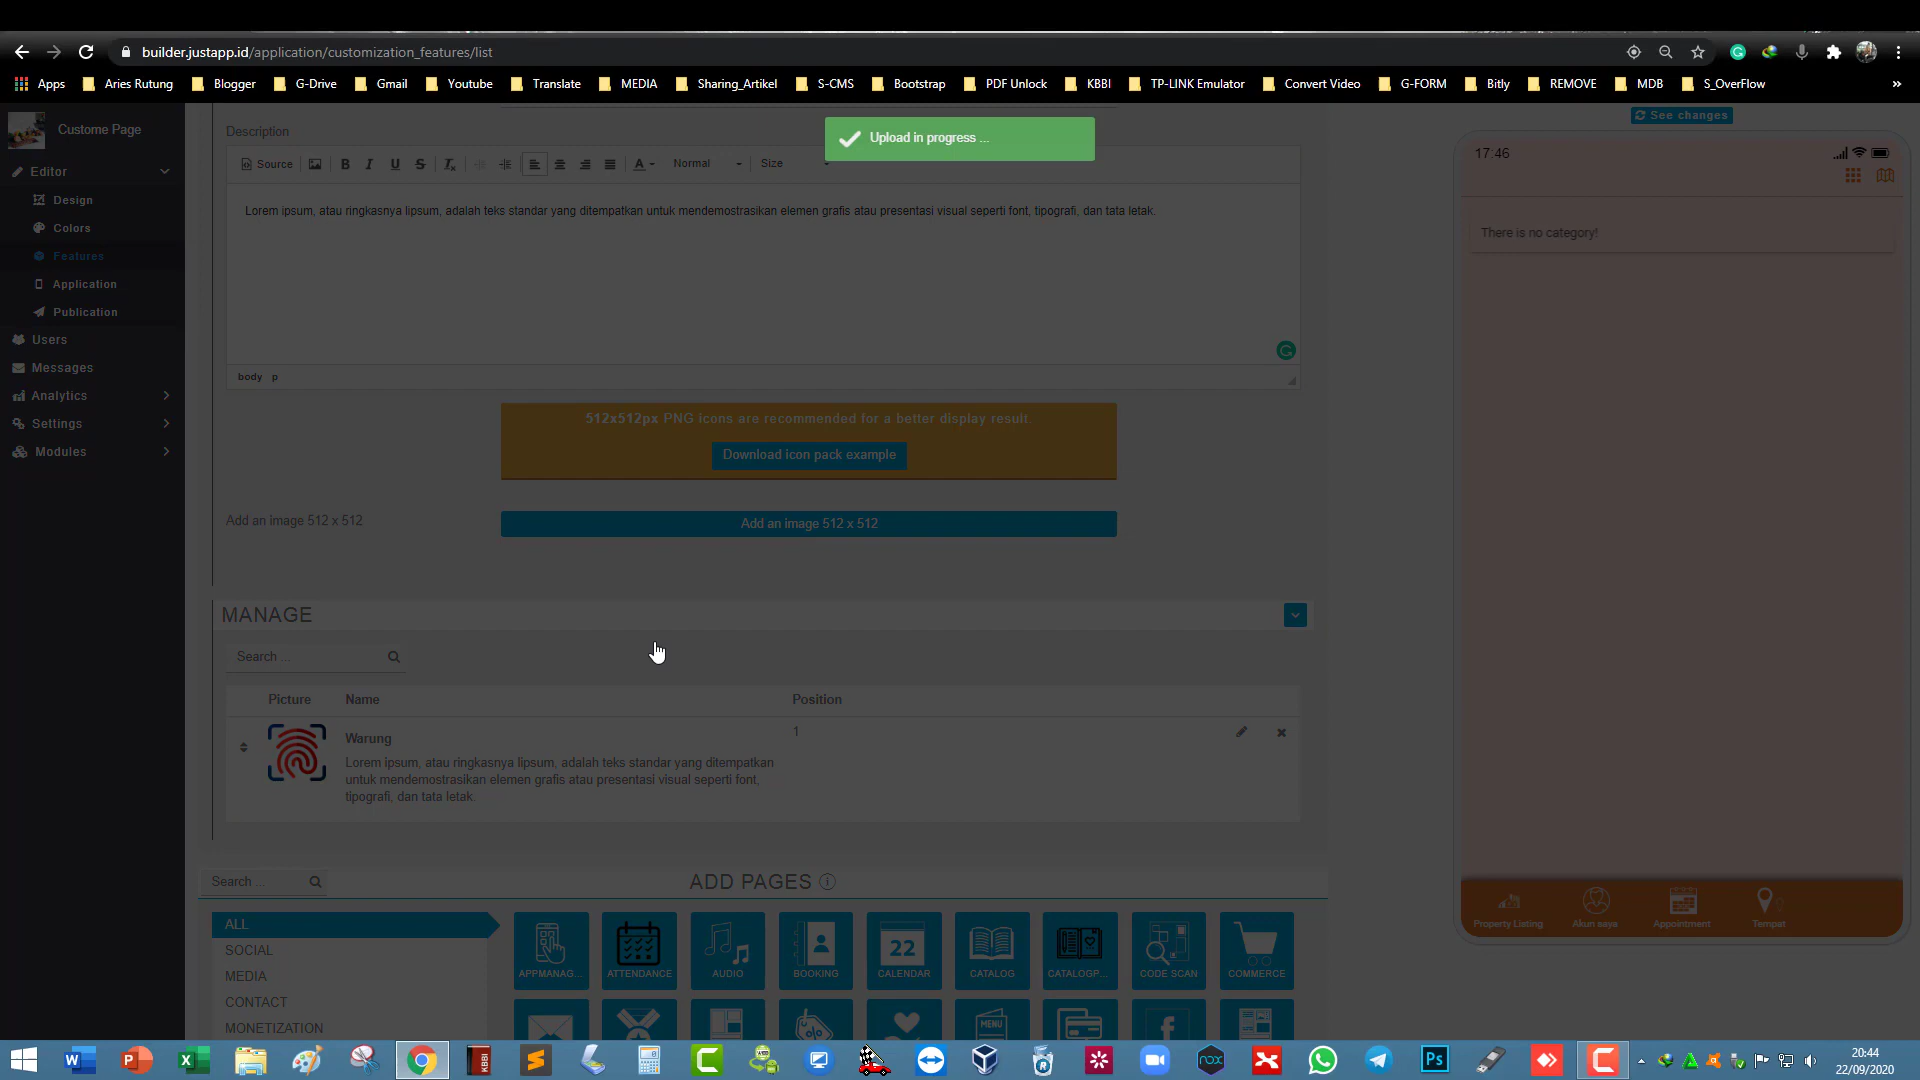 builder.justapp.id/application/customization_features/list
Apps Aries Rutung Blogger G-Drive Gmail Youtube Translate MEDIA Sharing_Artikel S-CMS Bootstrap PDF Unlock KBBI TP-LINK Emulator Convert Video G-FORM Bitly REMOVE MDB S_OverFlow »
Custome Page
Editor
Design
Colors
Features
Application
Publication
Users
Messages
Analytics
Settings
Modules
Description
Upload in progress ...
Source B I U S Normal Size
Lorem ipsum, atau ringkasnya lipsum, adalah teks standar yang ditempatkan untuk mendemostrasikan elemen grafis atau presentasi visual seperti font, tipografi, dan tata letak.
body p
512x512px PNG icons are recommended for a better display result.
Download icon pack example
Add an image 512 x 512
Add an image 512 x 512
MANAGE
Search ...
Picture Name Position
Warung 1
Lorem ipsum, atau ringkasnya lipsum, adalah teks standar yang ditempatkan
untuk mendemostrasikan elemen grafis atau presentasi visual seperti font,
tipografi, dan tata letak.
Search ...
ADD PAGES
ALL
SOCIAL
MEDIA
CONTACT
MONETIZATION
APPMANAG... ATTENDANCE AUDIO BOOKING CALENDAR CATALOG CATALOGP... CODE SCAN COMMERCE
22
MENU
See changes
17:46
There is no category!
Property Listing Akun saya Appointment Tempat
KBBI
nox
Ps
20:44
22/09/2020